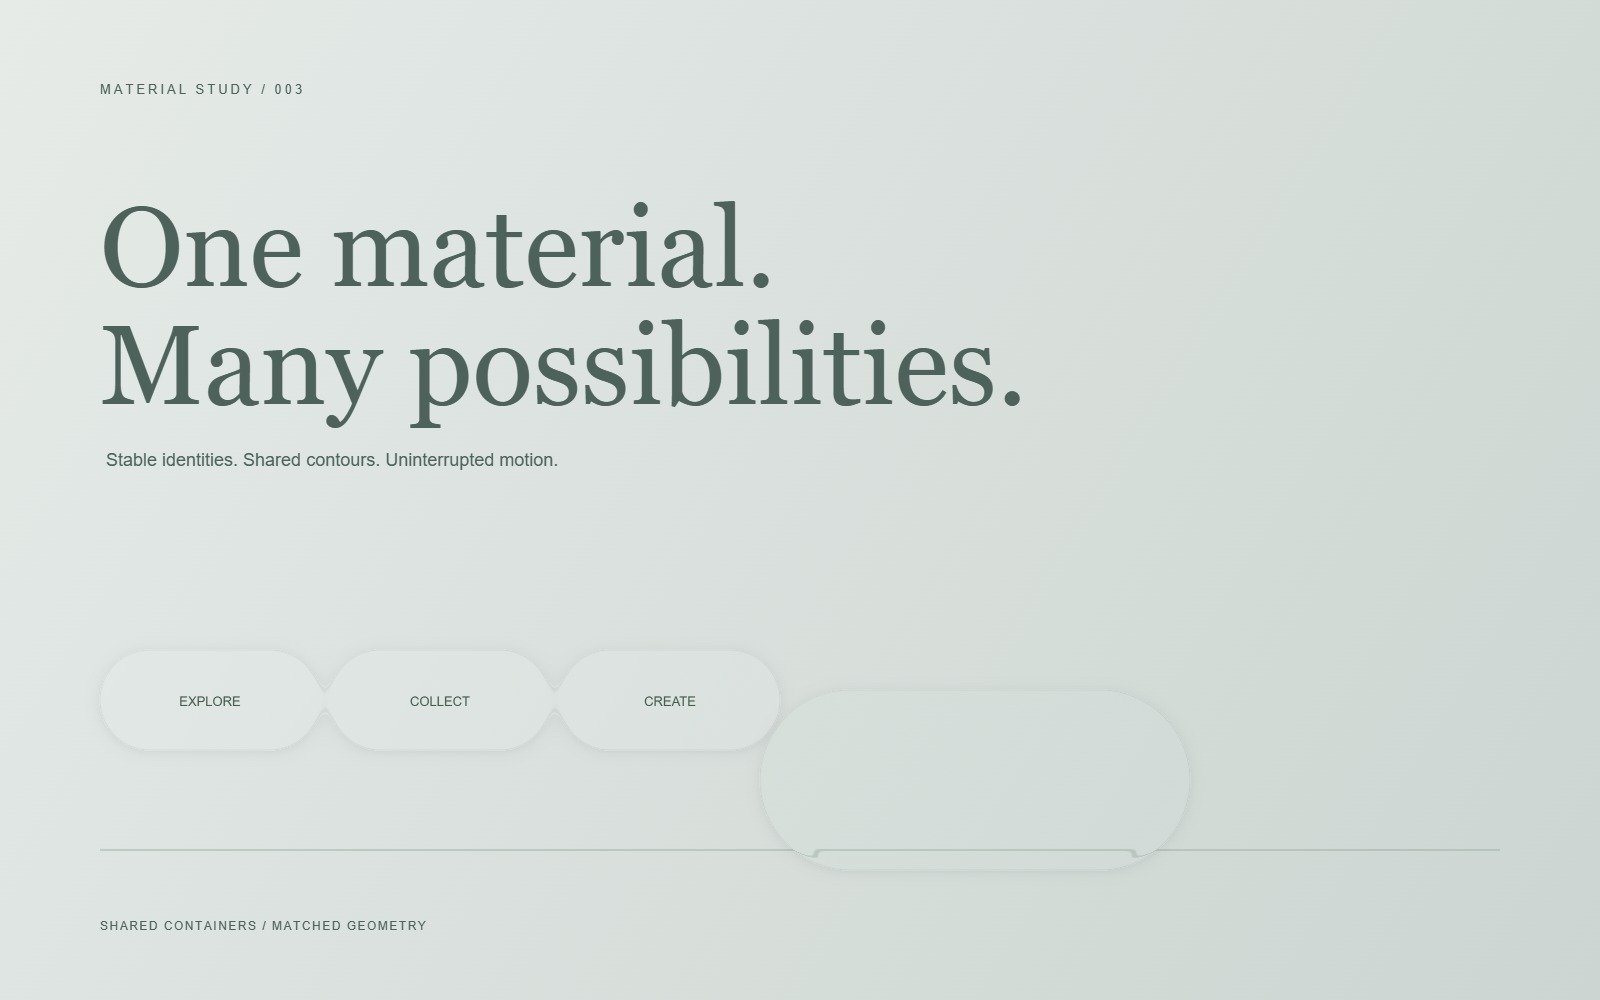 MATERIAL STUDY / 003
One material.
Many possibilities.
Stable identities. Shared contours. Uninterrupted motion.
EXPLORE
COLLECT
CREATE
SHARED CONTAINERS / MATCHED GEOMETRY